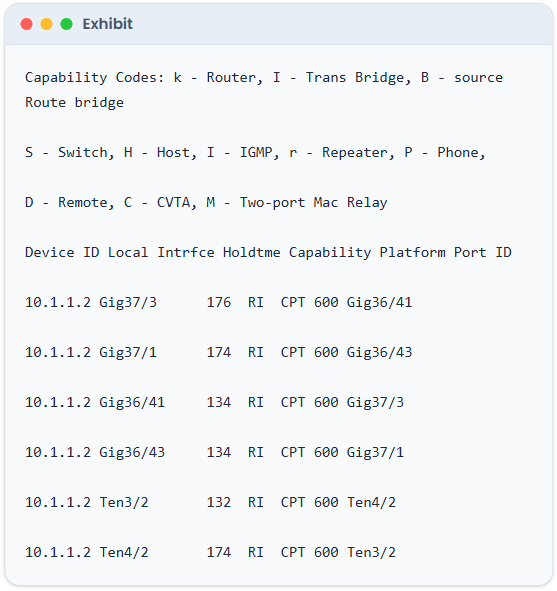 Exhibit
Capability Codes: k - Router, I - Trans Bridge, B - source
Route bridge
S - Switch, H - Host, I - IGMP, r - Repeater, P - Phone,
D - Remote, C - CVTA, M - Two-port Mac Relay
Device ID Local Intrfce Holdtme Capability Platform Port ID
10.1.1.2 Gig37/3      176  RI  CPT 600 Gig36/41
10.1.1.2 Gig37/1      174  RI  CPT 600 Gig36/43
10.1.1.2 Gig36/41     134  RI  CPT 600 Gig37/3
10.1.1.2 Gig36/43     134  RI  CPT 600 Gig37/1
10.1.1.2 Ten3/2       132  RI  CPT 600 Ten4/2
10.1.1.2 Ten4/2       174  RI  CPT 600 Ten3/2